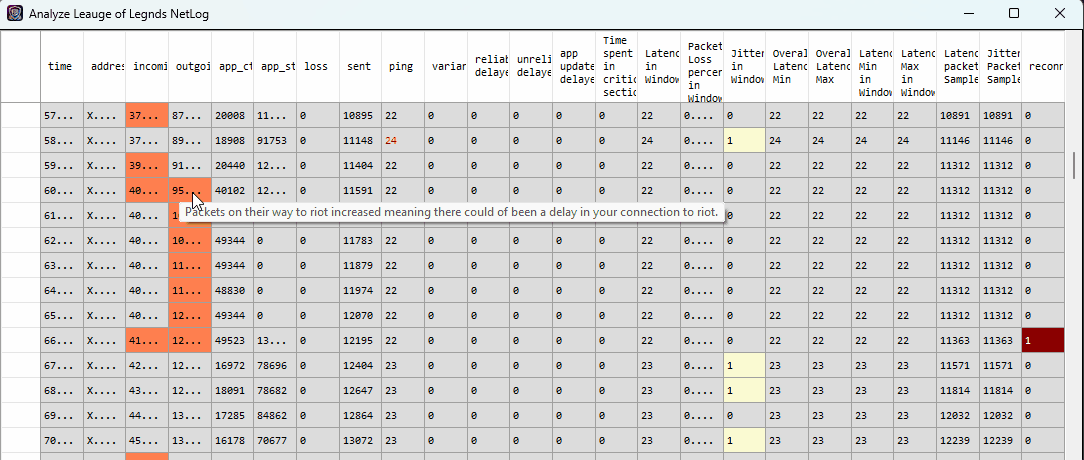 Analyze Leauge of Legnds NetLog
time addres incomi outgoi app_ct app_st loss sent ping variar reliab delaye unreli delaye app update delaye Time spent in critic sectic Latenc in Window Packet Loss percer in Window Jitter in Window Overal Latenc Min Overal Latenc Max Latenc Min in Window Latenc Max in Window Latenc packet Sample Jitter Packet Sample reconr
57... X.... 37... 87... 20008 11... 0 10895 22 0 0 0 0 0 22 0.... 0 22 22 22 22 10891 10891 0
58... X.... 37... 89... 18908 91753 0 11148 24 0 0 0 0 0 24 0.... 1 24 24 24 24 11146 11146 0
59... X.... 39... 91... 20440 12... 0 11404 22 0 0 0 0 0 22 0.... 0 22 22 22 22 11312 11312 0
60... X.... 40... 95... 40102 12... 0 11591 22 0 0 0 0 0 22 0.... 0 22 22 22 22 11312 11312 0
Packets on their way to riot increased meaning there could of been a delay in your connection to riot.
61... X.... 40... 0 22 22 22 22 11312 11312 0
62... X.... 40... 10... 49344 0 0 11783 22 0 0 0 0 0 22 0.... 0 22 22 22 22 11312 11312 0
63... X.... 40... 11... 49344 0 0 11879 22 0 0 0 0 0 22 0.... 0 22 22 22 22 11312 11312 0
64... X.... 40... 11... 48830 0 0 11974 22 0 0 0 0 0 22 0.... 0 22 22 22 22 11312 11312 0
65... X.... 40... 12... 49344 0 0 12070 22 0 0 0 0 0 22 0.... 0 22 22 22 22 11312 11312 0
66... X.... 41... 12... 49523 13... 0 12195 22 0 0 0 0 0 22 0.... 0 22 22 22 22 11363 11363 1
67... X.... 42... 12... 16972 78696 0 12404 23 0 0 0 0 0 23 0.... 1 23 23 23 23 11571 11571 0
68... X.... 43... 12... 18091 78682 0 12647 23 0 0 0 0 0 23 0.... 1 23 23 23 23 11814 11814 0
69... X.... 44... 13... 17285 84862 0 12864 23 0 0 0 0 0 23 0.... 0 23 23 23 23 12032 12032 0
70... X.... 45... 13... 16178 70677 0 13072 23 0 0 0 0 0 23 0.... 1 23 23 23 23 12239 12239 0